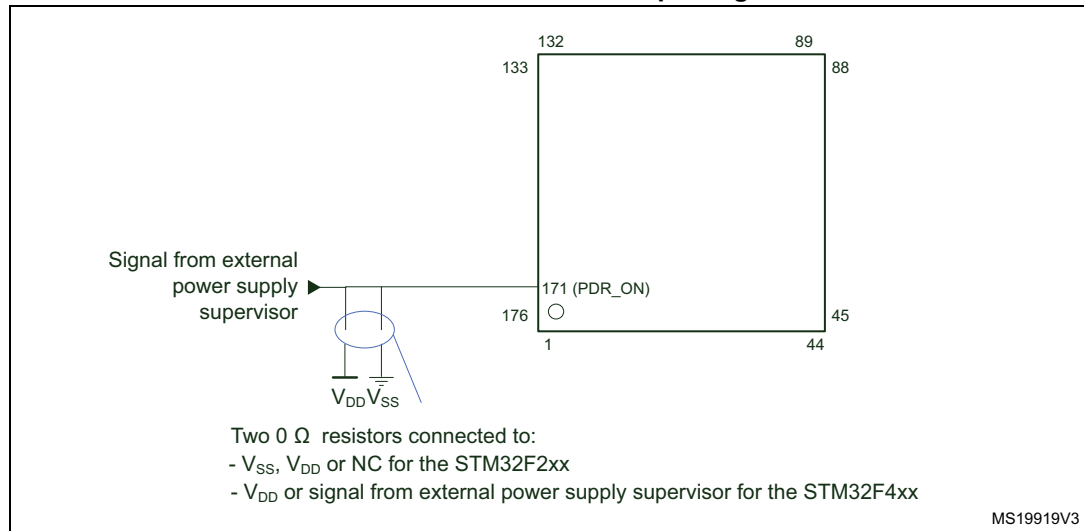 132
89
133
88
Signal from external
power supply
supervisor
171 (PDR_ON)
176
45
1
44
VDD VSS
Two 0 Ω resistors connected to:
- VSS, VDD or NC for the STM32F2xx
- VDD or signal from external power supply supervisor for the STM32F4xx
MS19919V3